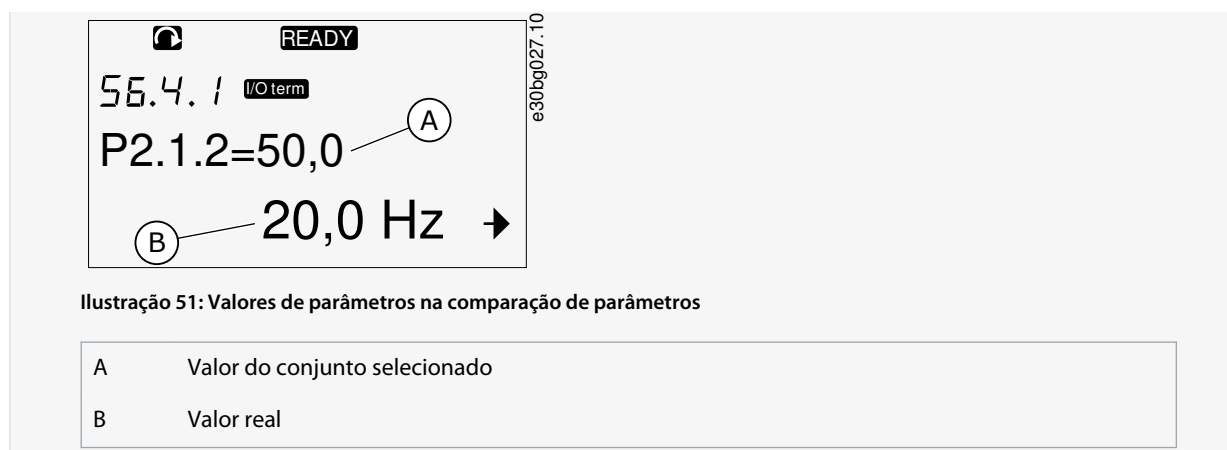 READY
S6.4.1 I/O term
P2.1.2=50,0
A
20,0 Hz
B
e30bg027.10
Ilustração 51: Valores de parâmetros na comparação de parâmetros
A Valor do conjunto selecionado
B Valor real